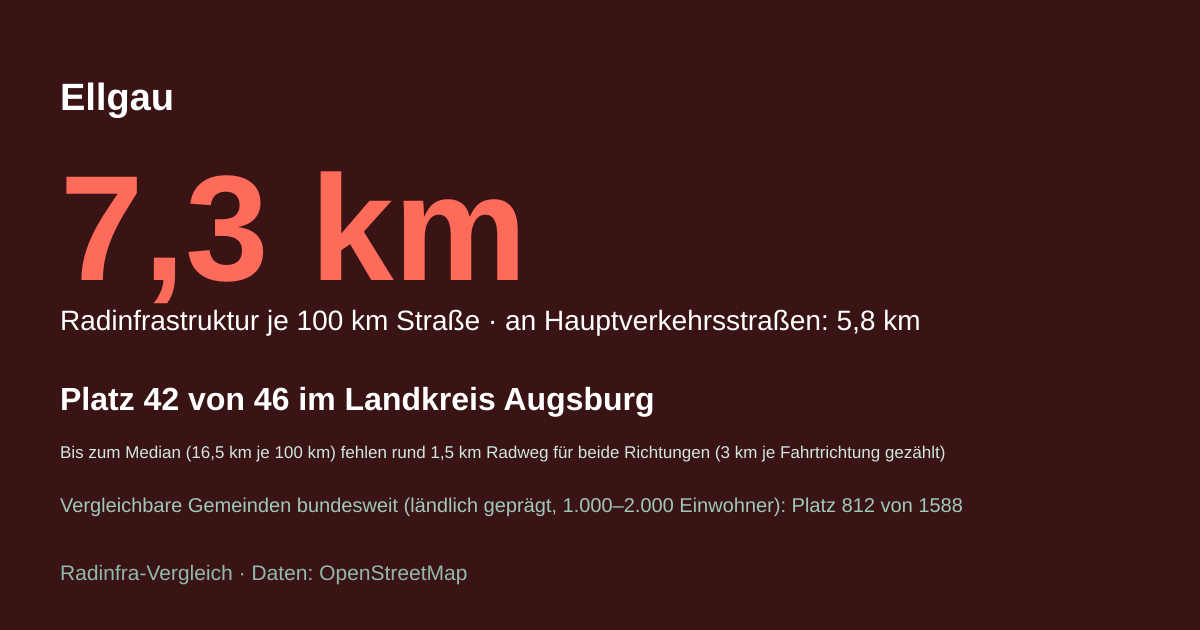 Ellgau
7,3 km
Radinfrastruktur je 100 km Straße · an Hauptverkehrsstraßen: 5,8 km
Platz 42 von 46 im Landkreis Augsburg
Bis zum Median (16,5 km je 100 km) fehlen rund 1,5 km Radweg für beide Richtungen (3 km je Fahrtrichtung gezählt)
Vergleichbare Gemeinden bundesweit (ländlich geprägt, 1.000–2.000 Einwohner): Platz 812 von 1588
Radinfra-Vergleich · Daten: OpenStreetMap